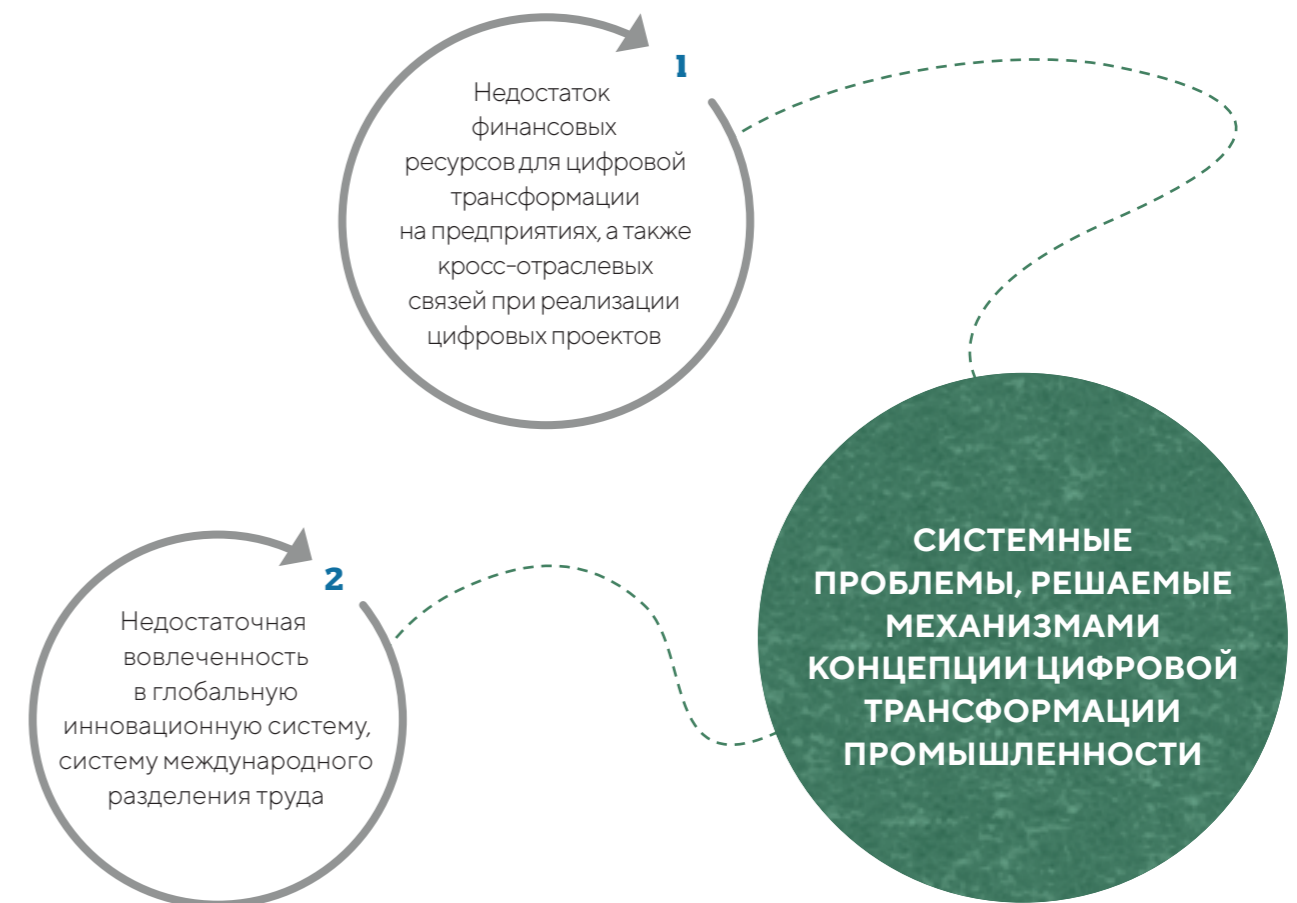 1
Недостаток
финансовых
ресурсов для цифровой
трансформации
на предприятиях, а также
кросс-отраслевых
связей при реализации
цифровых проектов
2
Недостаточная
вовлеченность
в глобальную
инновационную систему,
систему международного
разделения труда
СИСТЕМНЫЕ
ПРОБЛЕМЫ, РЕШАЕМЫЕ
МЕХАНИЗМАМИ
КОНЦЕПЦИИ ЦИФРОВОЙ
ТРАНСФОРМАЦИИ
ПРОМЫШЛЕННОСТИ